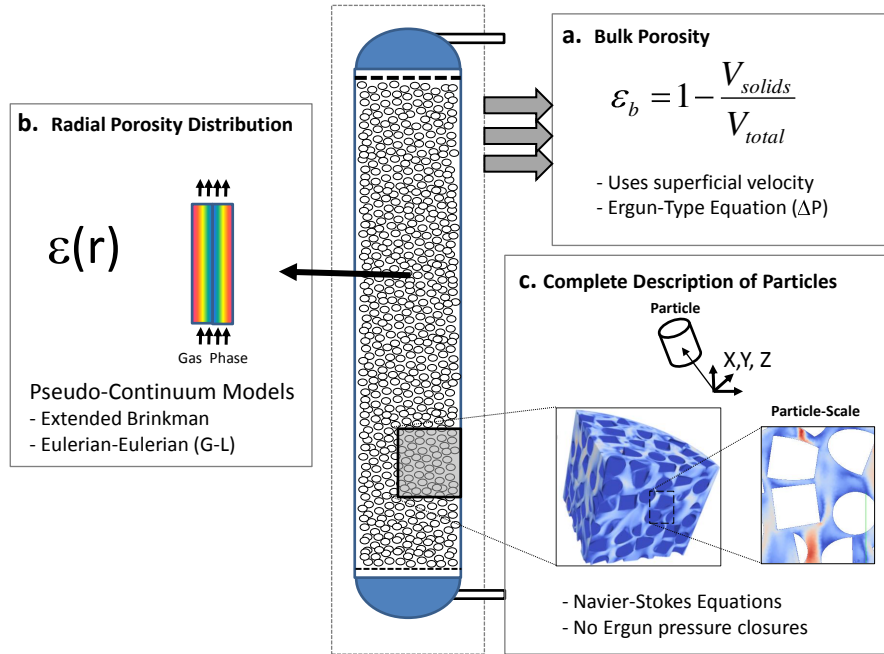 a. Bulk Porosity
ε_b = 1 - V_solids / V_total
- Uses superficial velocity
- Ergun-Type Equation (ΔP)
b. Radial Porosity Distribution
ε(r)
Gas Phase
Pseudo-Continuum Models
- Extended Brinkman
- Eulerian-Eulerian (G-L)
c. Complete Description of Particles
Particle
X,Y, Z
Particle-Scale
- Navier-Stokes Equations
- No Ergun pressure closures